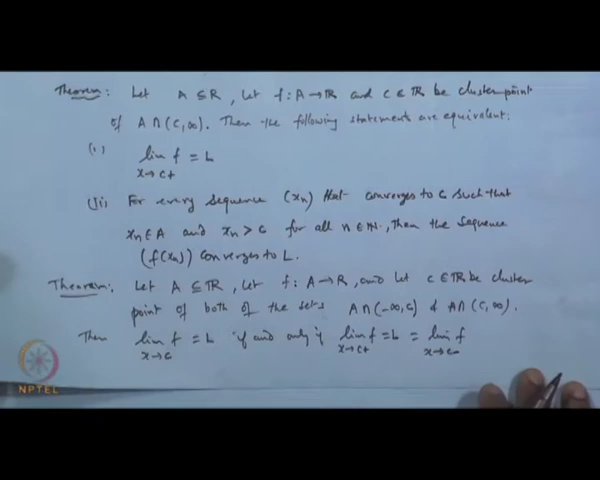 Theorem: Let A ⊆ R, Let f: A → R and c ∈ R be cluster point
of A ∩ (c, ∞). Then the following statements are equivalent:
(i) lim f = L
x → c+
(ii) For every sequence (xn) that converges to c such that
xn ∈ A and xn > c for all n ∈ N, then the sequence
(f(xn)) converges to L.
Theorem: Let A ⊆ R, Let f: A → R, and let c ∈ R be cluster
point of both of the sets A ∩ (-∞, c) & A ∩ (c, ∞).
Then lim f = L if and only if lim f = L = lim f
x → c x → c+ x → c-
NPTEL